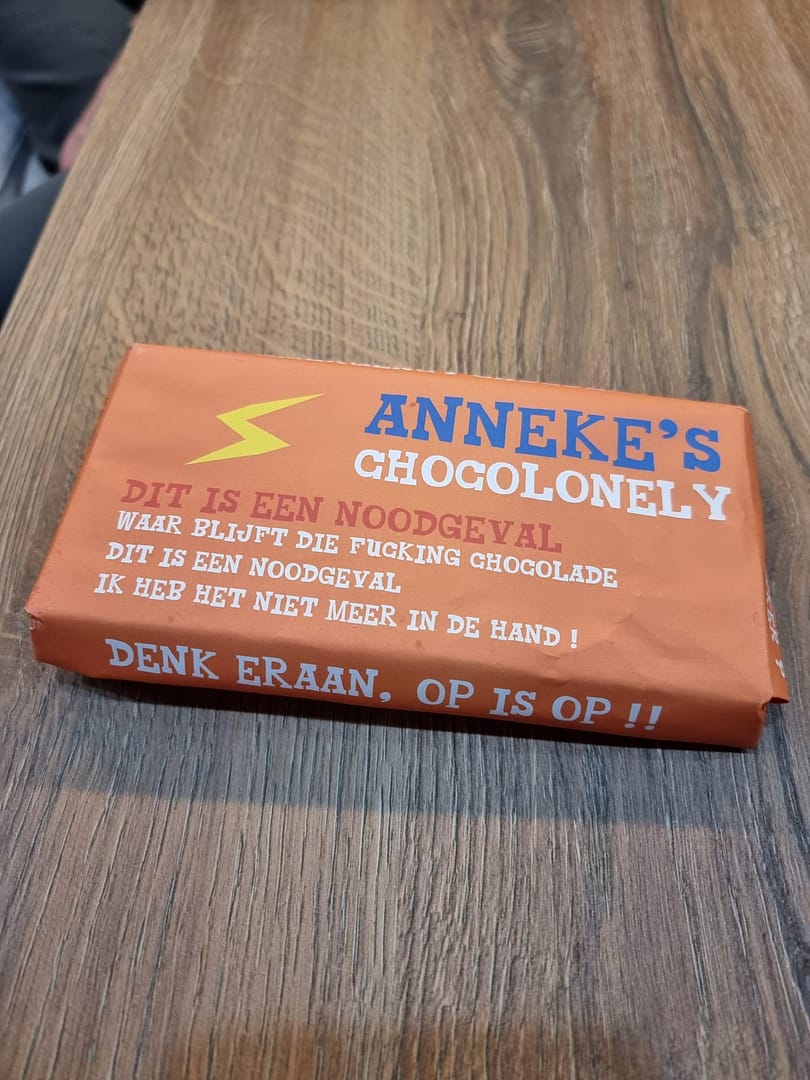 ANNEKE'S
CHOCOLONELY
DIT IS EEN NOODGEVAL
WAAR BLIJFT DIE FUCKING CHOCOLADE
DIT IS EEN NOODGEVAL
IK HEB HET NIET MEER IN DE HAND !
DENK ERAAN, OP IS OP !!